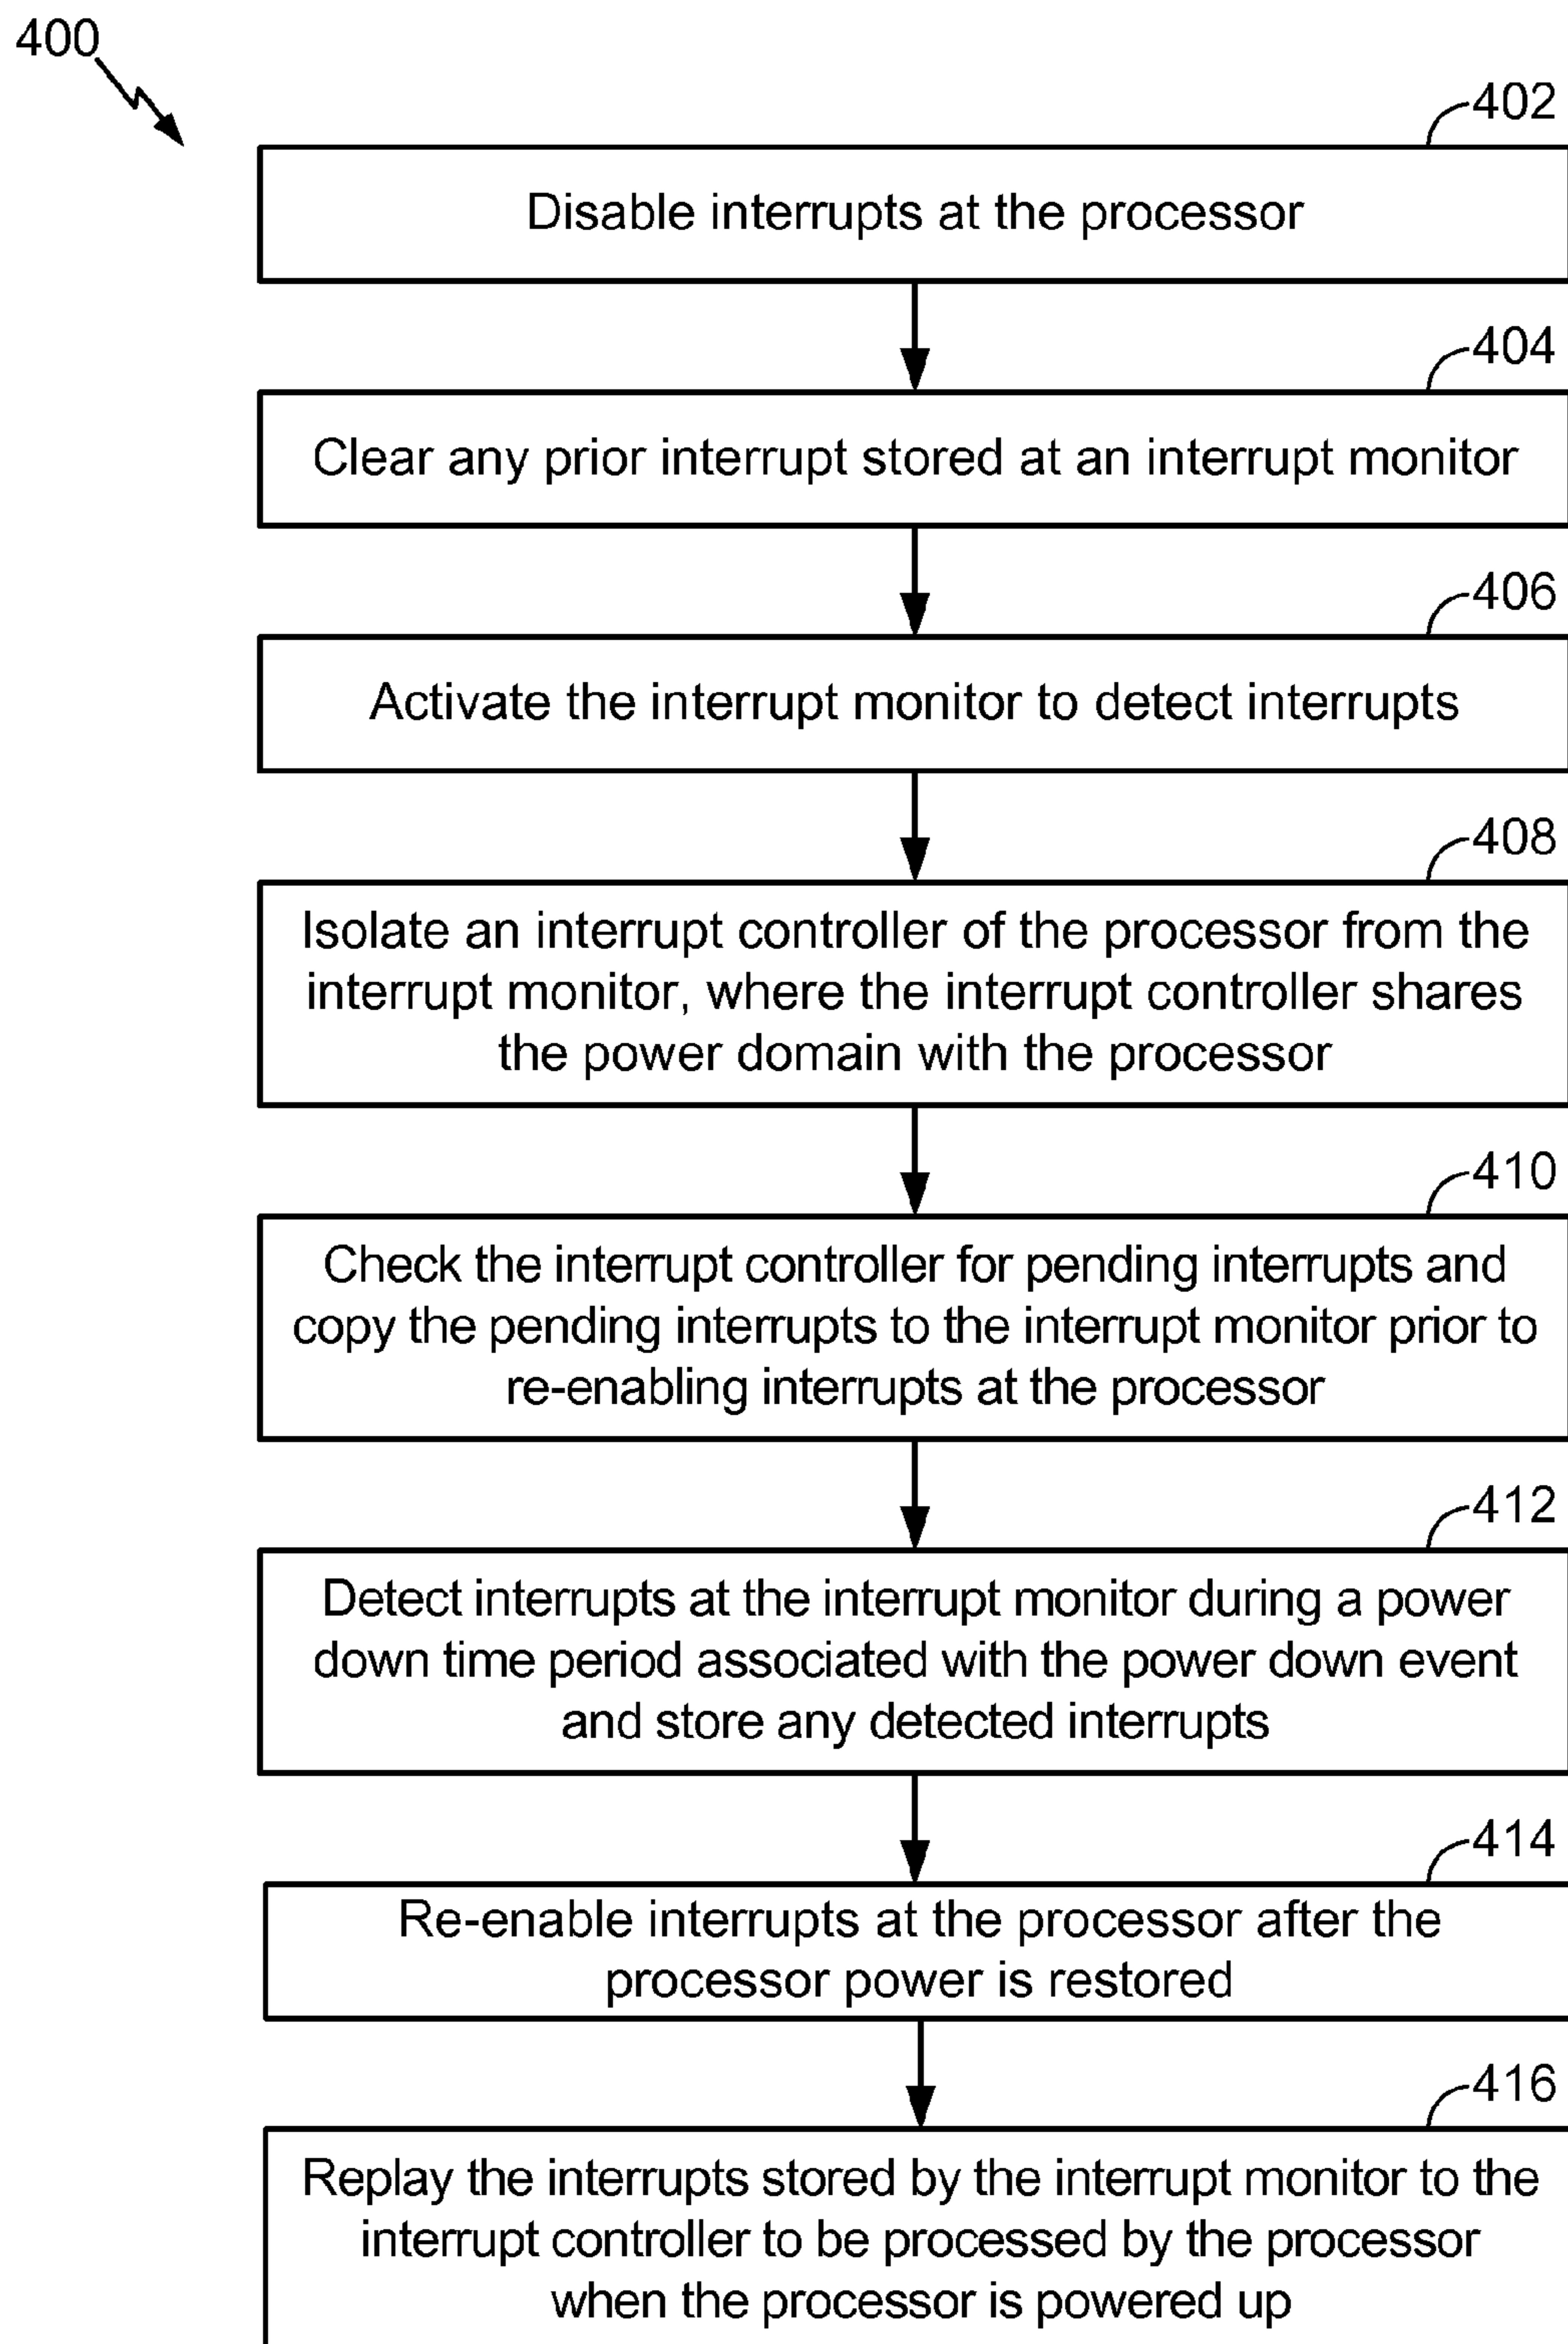 400
402
Disable interrupts at the processor
404
Clear any prior interrupt stored at an interrupt monitor
406
Activate the interrupt monitor to detect interrupts
408
Isolate an interrupt controller of the processor from the
interrupt monitor, where the interrupt controller shares
the power domain with the processor
410
Check the interrupt controller for pending interrupts and
copy the pending interrupts to the interrupt monitor prior to
re-enabling interrupts at the processor
412
Detect interrupts at the interrupt monitor during a power
down time period associated with the power down event
and store any detected interrupts
414
Re-enable interrupts at the processor after the
processor power is restored
416
Replay the interrupts stored by the interrupt monitor to the
interrupt controller to be processed by the processor
when the processor is powered up